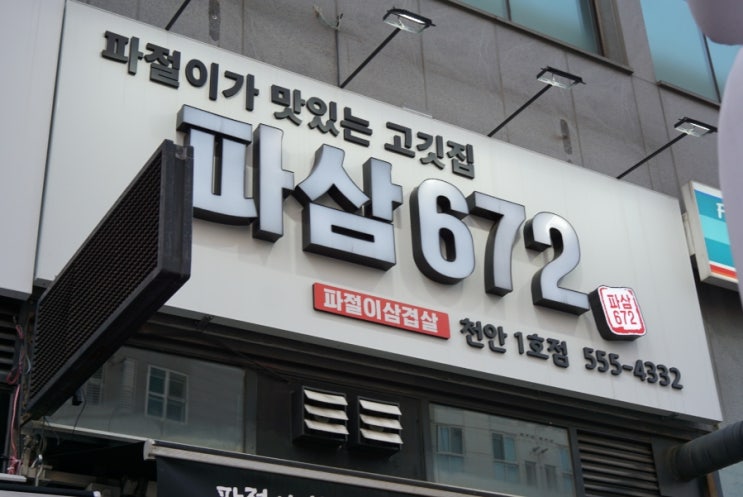 파절이가 맛있는 고깃집
파삼672
파삼
672
파절이삼겹살
천안 1호점 555-4332